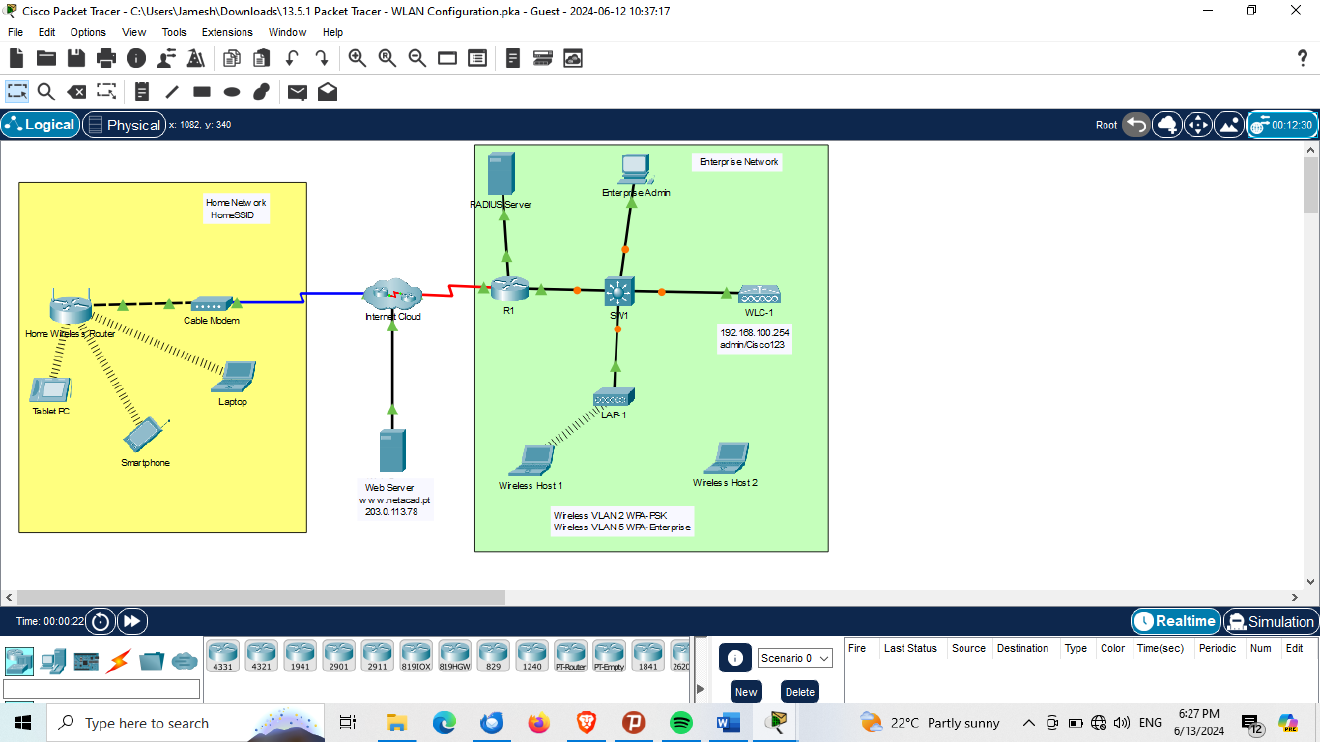 Cisco Packet Tracer - C:\Users\Jamesh\Downloads\13.5.1 Packet Tracer - WLAN Configuration.pka - Guest - 2024-06-12 10:37:17
File Edit Options View Tools Extensions Window Help
Logical Physical x: 1082, y: 340 Root 00:12:30
Enterprise Network
Home Network
HomeSSID
RADIUS Server
Enterprise Admin
Home Wireless Router
Cable Modem
Internet Cloud
R1
SW1
WLC-1
192.168.100.254
admin/Cisco123
Tablet PC
Laptop
LAP-1
Smartphone
Web Server
www.netacad.pt
203.0.113.78
Wireless Host 1
Wireless Host 2
Wireless VLAN 2 WPA-PSK
Wireless VLAN 5 WPA-Enterprise
Time: 00:00:22 Realtime Simulation
4331 4321 1941 2901 2911 819IOX 819HGW 829 1240 PT-Router PT-Empty 1841 2620
Scenario 0
New Delete
Fire Last Status Source Destination Type Color Time(sec) Periodic Num Edit
Type here to search
22°C Partly sunny
ENG
6:27 PM
6/13/2024
12
PRE